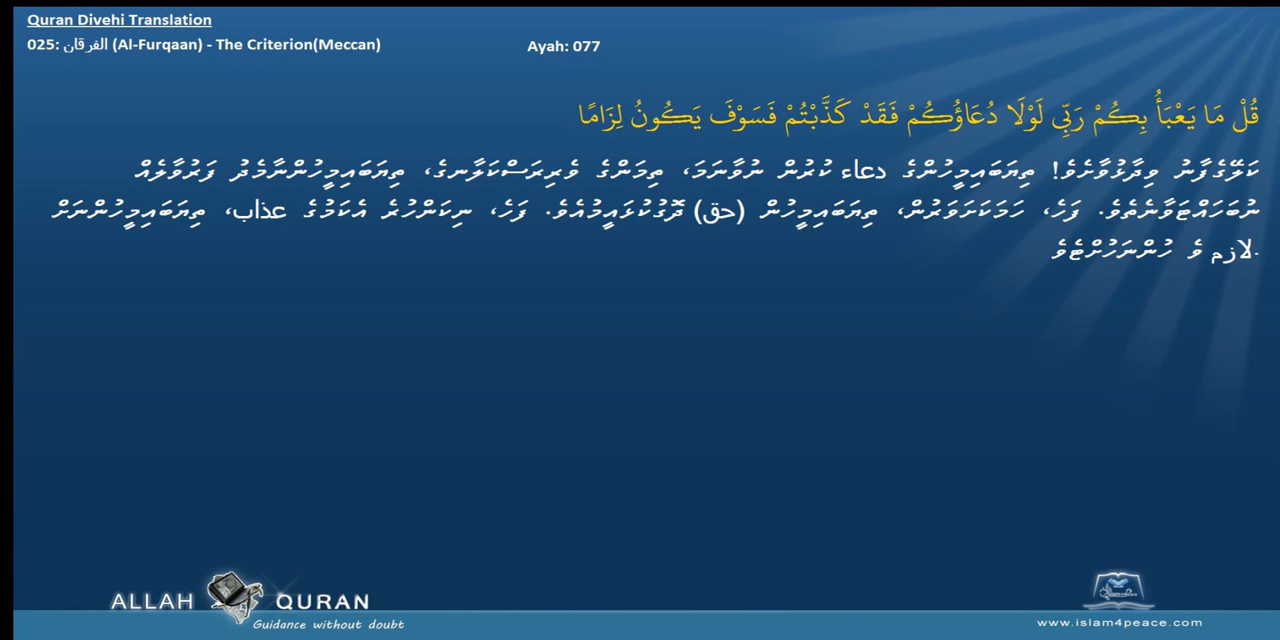 Quran Divehi Translation
025: الفرقان (Al-Furqaan) - The Criterion(Meccan)
Ayah: 077
قُلْ مَا يَعْبَأُ بِكُمْ رَبِّي لَوْلَا دُعَاؤُكُمْ فَقَدْ كَذَّبْتُمْ فَسَوْفَ يَكُونُ لِزَامًا
ކަލޭގެފާނު ވިދާޅުވާށެވެ! ތިޔަބައިމީހުންގެ دعاء ކުރުން ނުވާނަމަ، ތިމަންގެ ވެރިރަސްކަލާނގެ، ތިޔަބައިމީހުންނާމެދު ފަރުވާލެއް
ނުބަހައްޓަވާނެތެވެ. ފަހެ، ހަމަކަށަވަރުން، ތިޔަބައިމީހުން (حق) ދޮގުކުޅައީމުއެވެ. ފަހެ، ނިކަންހުރެ އެކަމުގެ عذاب، ތިޔަބައިމީހުންނަށް
.لازم ވެ ހުންނަހުށްޓެވެ
ALLAH QURAN
Guidance without doubt
www.islam4peace.com